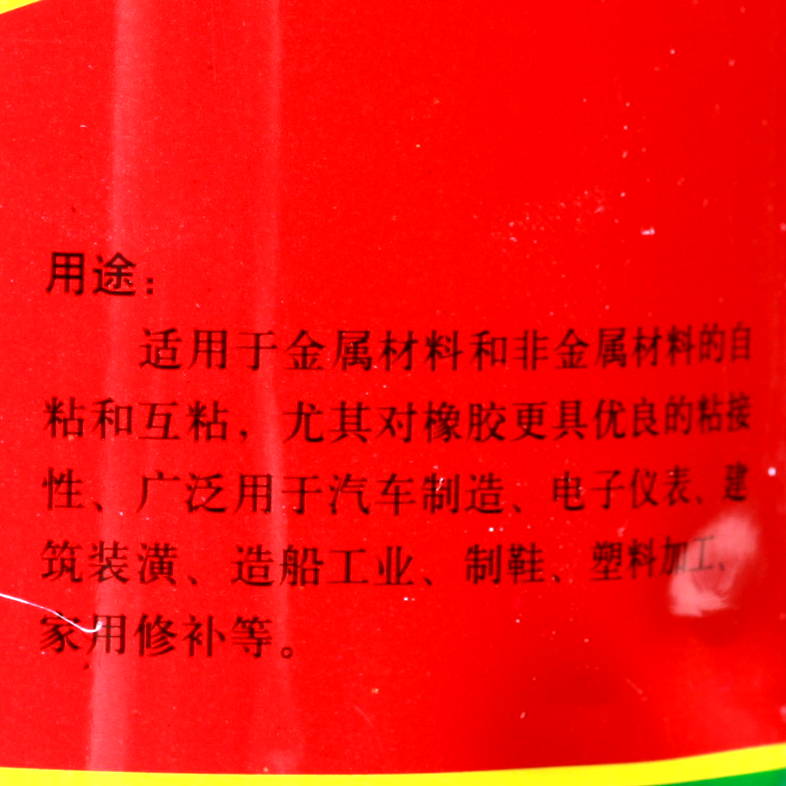 用途：
适用于金属材料和非金属材料的自
粘和互粘，尤其对橡胶更具优良的粘接
性、广泛用于汽车制造、电子仪表、建
筑装潢、造船工业、制鞋、塑料加工、
家用修补等。